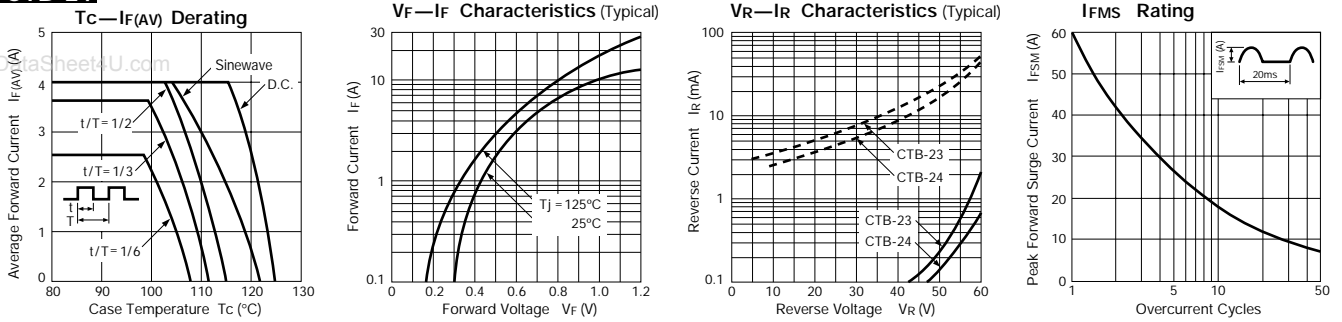 TC—IF(AV) Derating
Average Forward Current IF(AV) (A)
5
4
3
2
1
0
DataSheet4U.com
Sinewave
D.C.
t/T=1/2
t/T=1/3
t
T
t/T=1/6
80 90 100 110 120 130
Case Temperature TC (°C)
VF—IF Characteristics (Typical)
Forward Current IF (A)
30
10
1
0.1
Tj = 125ºC
25ºC
0 0.2 0.4 0.6 0.8 1.0 1.2
Forward Voltage VF (V)
VR—IR Characteristics (Typical)
Reverse Current IR (mA)
100
10
1
0.1
CTB-23
CTB-24
CTB-23
CTB-24
0 10 20 30 40 50 60
Reverse Voltage VR (V)
IFMS Rating
Peak Forward Surge Current IFSM (A)
60
50
40
30
20
10
0
IFSM (A)
20ms
1 5 10 50
Overcurrent Cycles